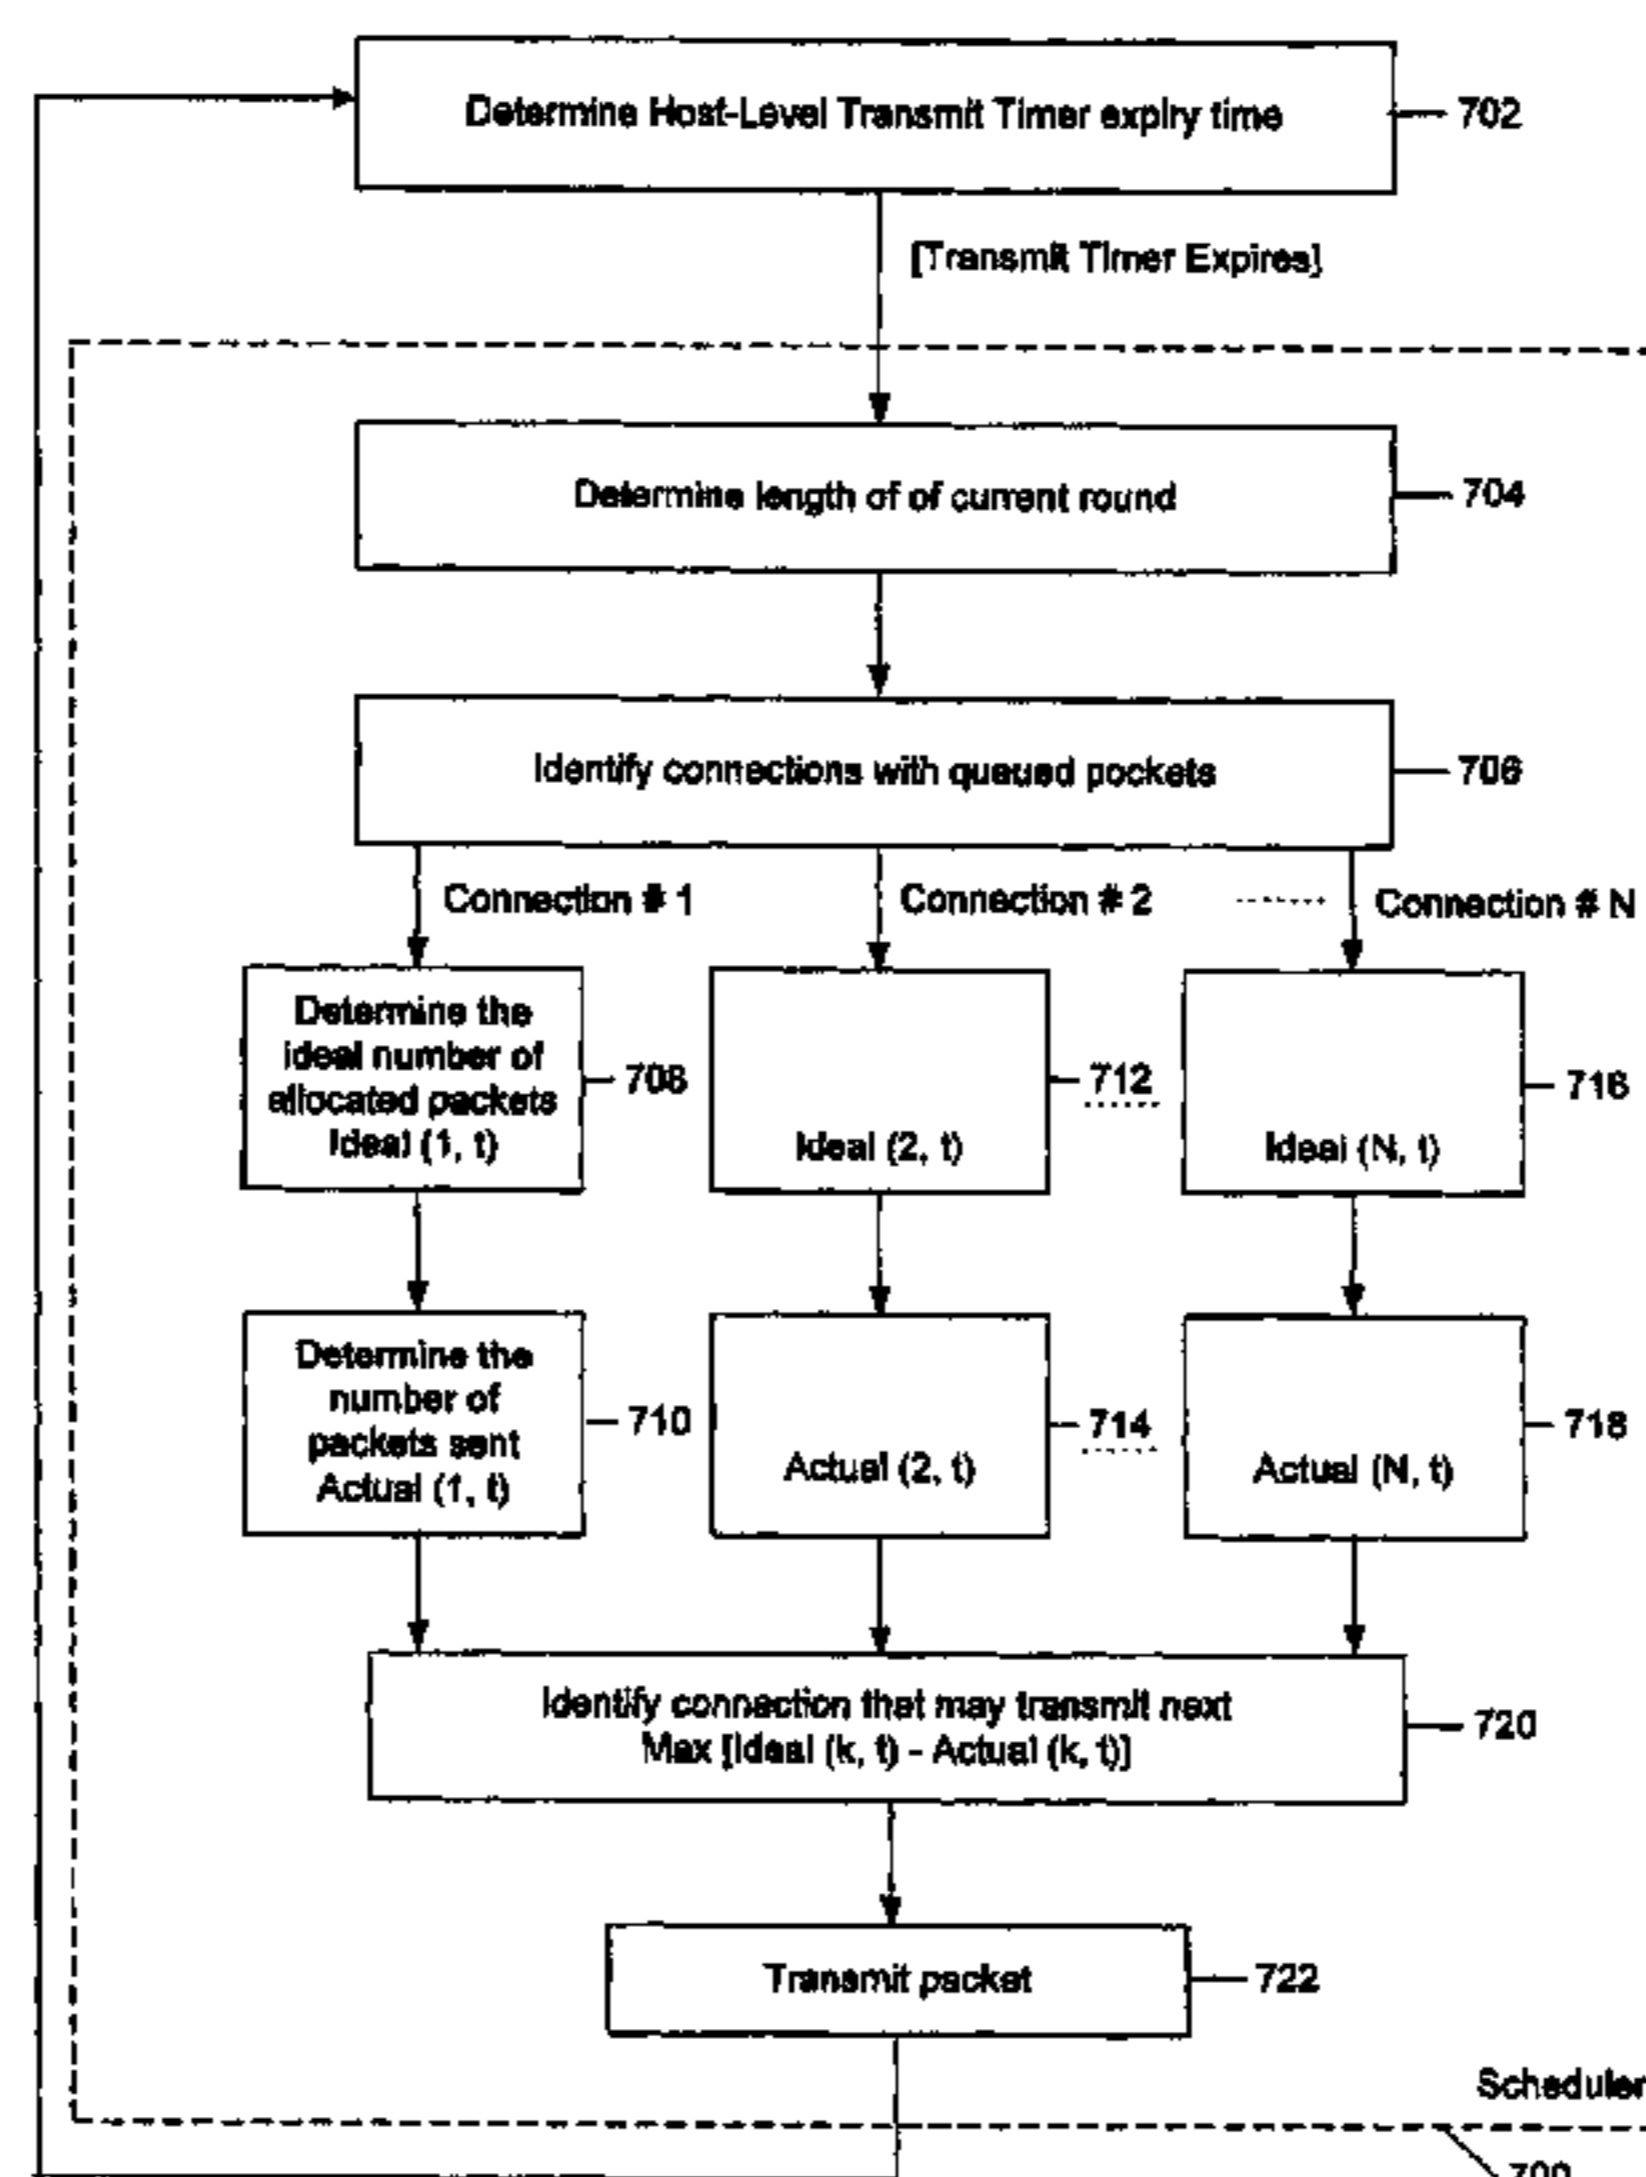 Determine Host-Level Transmit Timer expiry time
702
[Transmit Timer Expires]
Determine length of of current round
704
Identify connections with queued pockets
706
Connection # 1
Connection # 2
Connection # N
Determine the
ideal number of
allocated packets
Ideal (1, t)
708
Ideal (2, t)
712
Ideal (N, t)
716
Determine the
number of
packets sent
Actual (1, t)
710
Actual (2, t)
714
Actual (N, t)
718
Identify connection that may transmit next
Max [Ideal (k, t) - Actual (k, t)]
720
Transmit packet
722
Scheduler
700